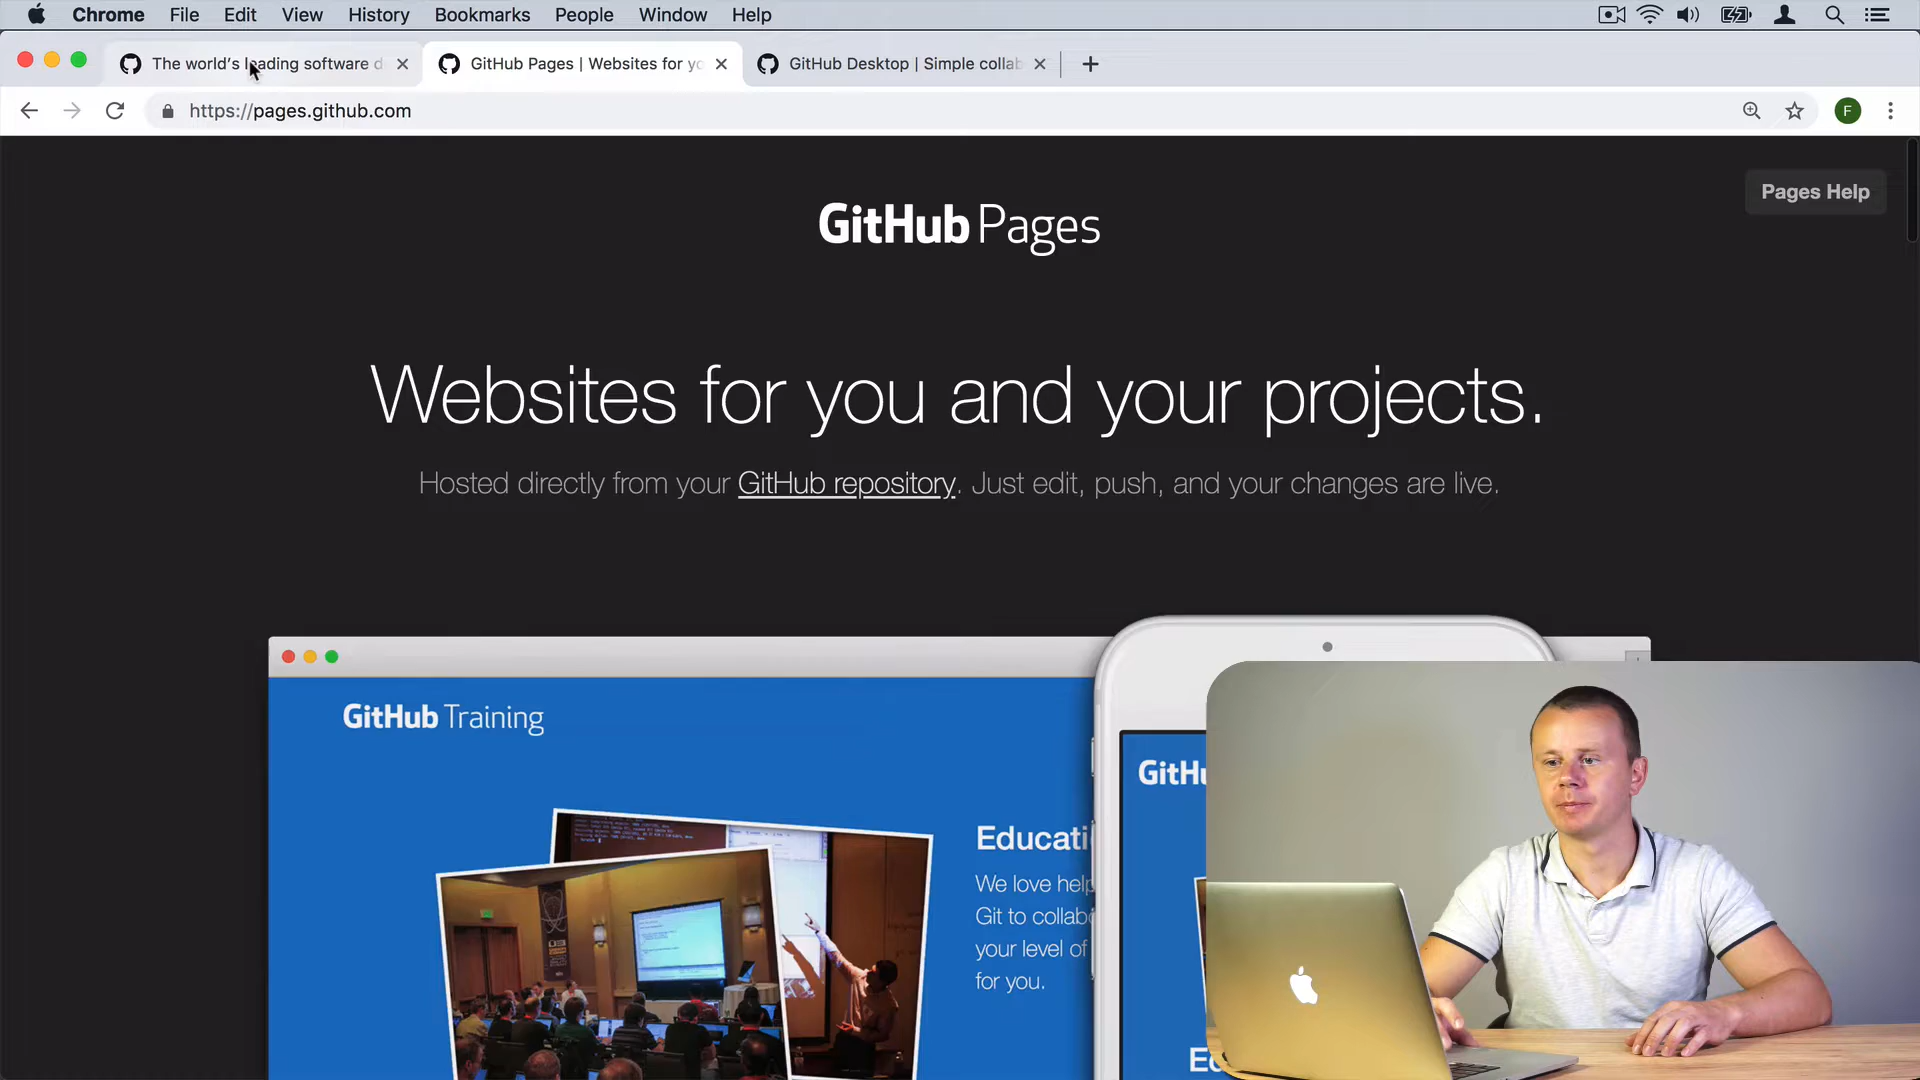 Chrome File Edit View History Bookmarks People Window Help
The world's leading software d
GitHub Pages | Websites for yo
GitHub Desktop | Simple collab
https://pages.github.com
F
Pages Help
GitHub Pages
Websites for you and your projects.
Hosted directly from your GitHub repository. Just edit, push, and your changes are live.
GitHub Training
GitHu
Educati
We love help
Git to collabo
your level of
for you.
Ed